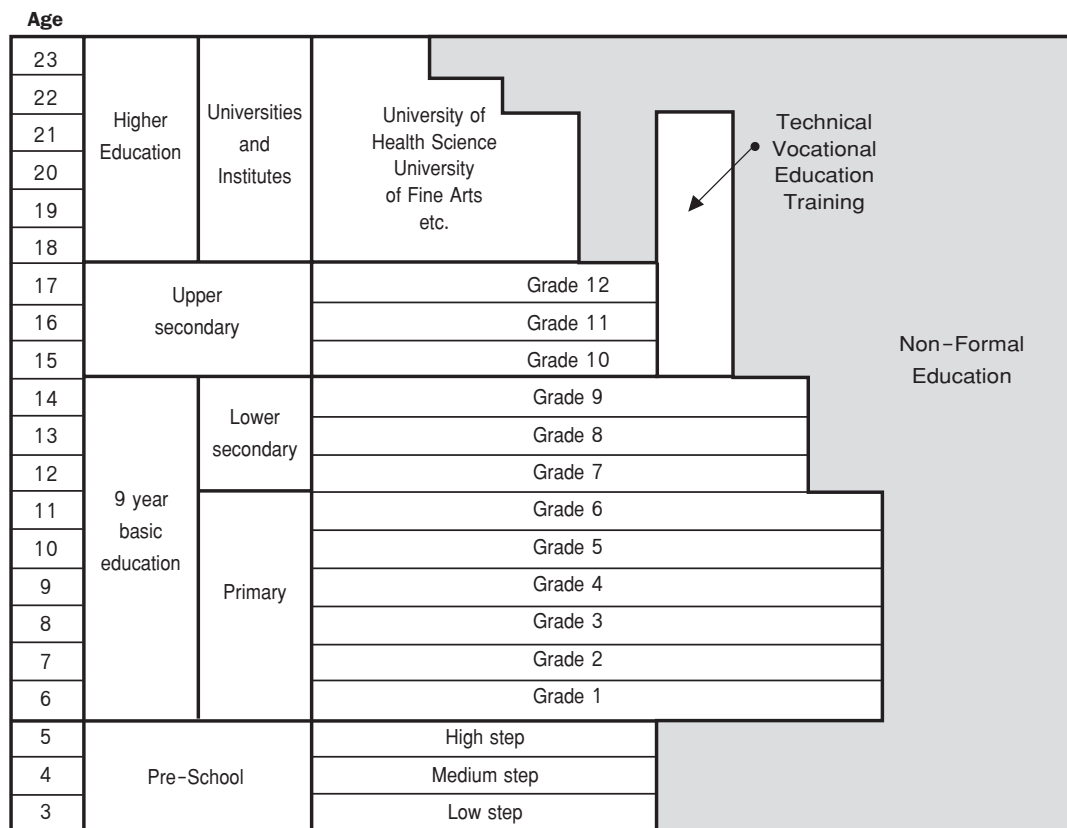 Age
23
22
21
20
19
18
17
16
15
14
13
12
11
10
9
8
7
6
5
4
3
Higher
Education
Universities
and
Institutes
University of
Health Science
University
of Fine Arts
etc.
Technical
Vocational
Education
Training
Upper
secondary
Grade 12
Grade 11
Grade 10
Non-Formal
Education
9 year
basic
education
Lower
secondary
Grade 9
Grade 8
Grade 7
Primary
Grade 6
Grade 5
Grade 4
Grade 3
Grade 2
Grade 1
Pre-School
High step
Medium step
Low step